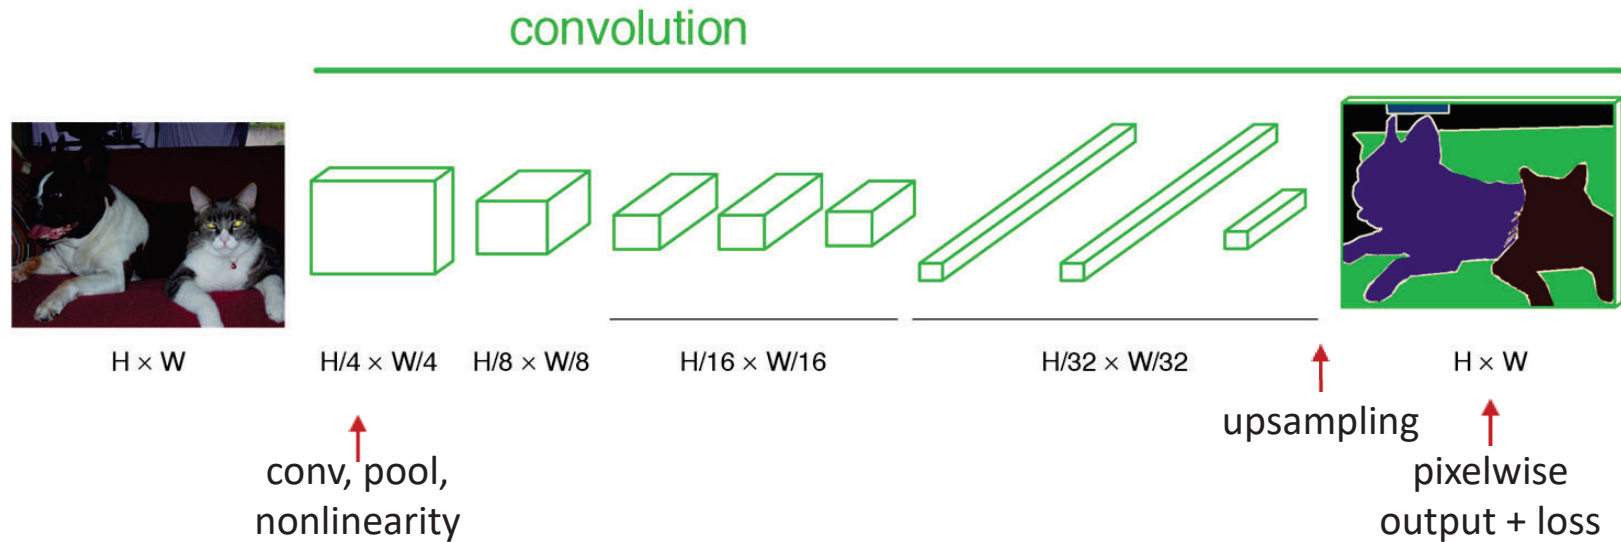 convolution
H × W
H/4 × W/4
H/8 × W/8
H/16 × W/16
H/32 × W/32
H × W
conv, pool,
nonlinearity
upsampling
pixelwise
output + loss